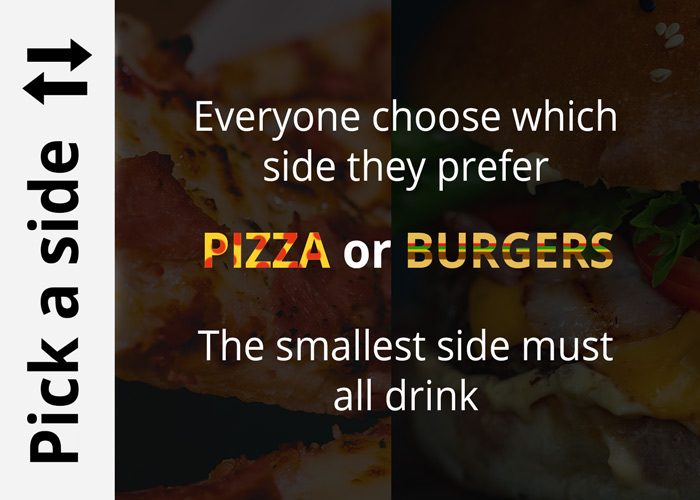 Pick a side
Everyone choose which
side they prefer
PIZZA or BURGERS
The smallest side must
all drink